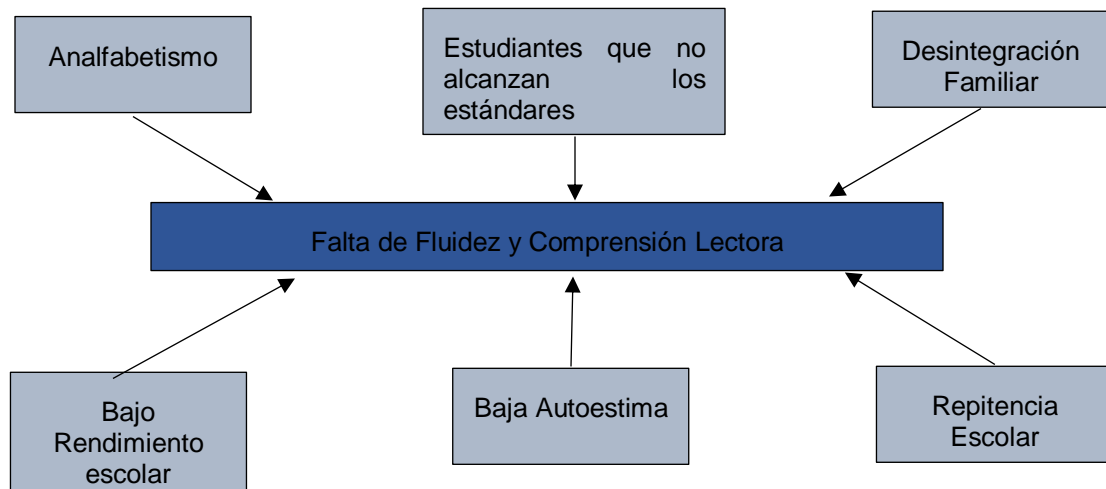 Analfabetismo
Estudiantes que no
alcanzan los
estándares
Desintegración
Familiar
Falta de Fluidez y Comprensión Lectora
Bajo
Rendimiento
escolar
Baja Autoestima
Repitencia
Escolar